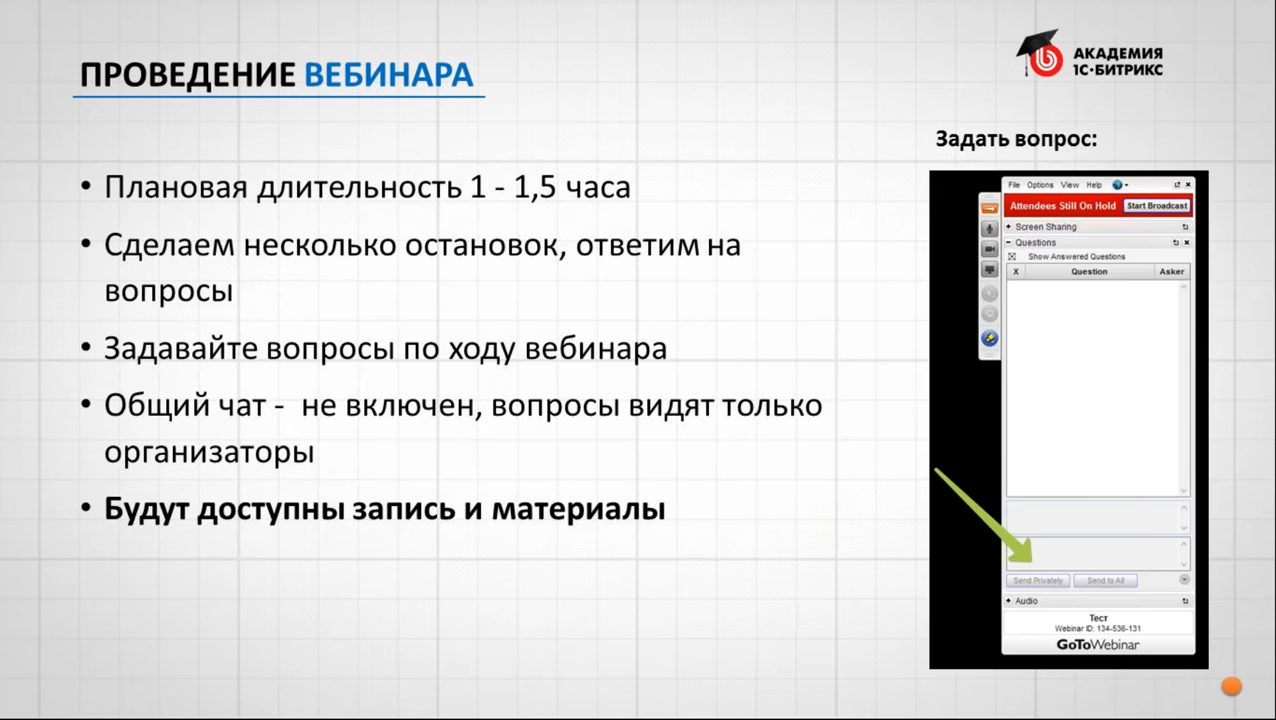 ПРОВЕДЕНИЕ ВЕБИНАРА
АКАДЕМИЯ
1С-БИТРИКС
• Плановая длительность 1 - 1,5 часа
• Сделаем несколько остановок, ответим на
вопросы
• Задавайте вопросы по ходу вебинара
• Общий чат - не включен, вопросы видят только
организаторы
• Будут доступны запись и материалы
Задать вопрос:
File Options View Help
Attendees Still On Hold Start Broadcast
Screen Sharing
Questions
Show Answered Questions
X Question Asker
Send Privately Send to All
Audio
Тест
Webinar ID: 134-536-131
GoToWebinar